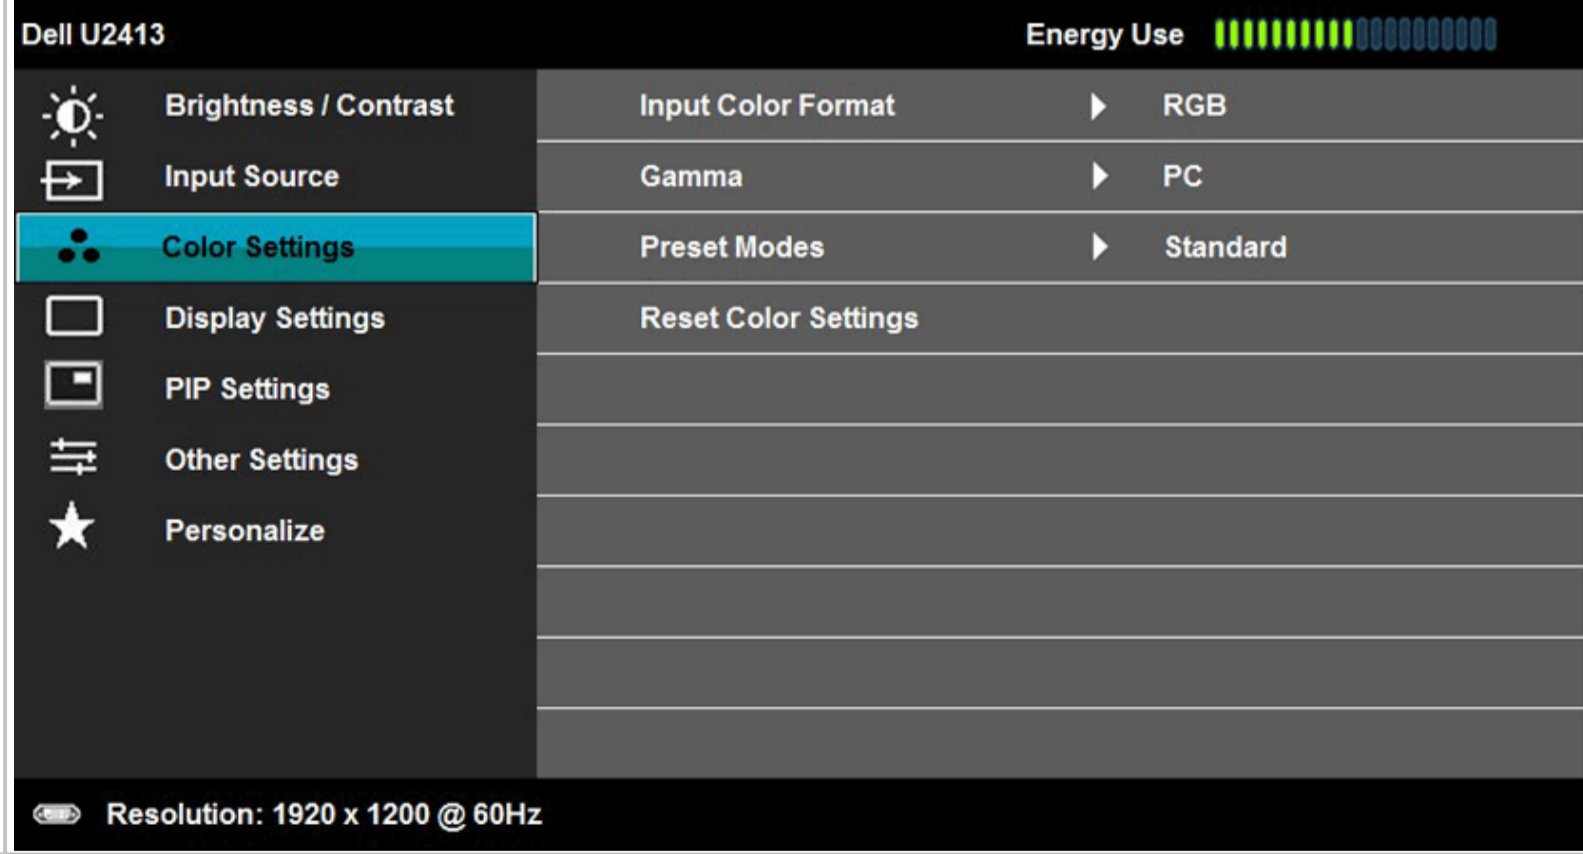 Dell U2413
Energy Use
Brightness / Contrast
Input Color Format
RGB
Input Source
Gamma
PC
Color Settings
Preset Modes
Standard
Display Settings
Reset Color Settings
PIP Settings
Other Settings
Personalize
Resolution: 1920 x 1200 @ 60Hz